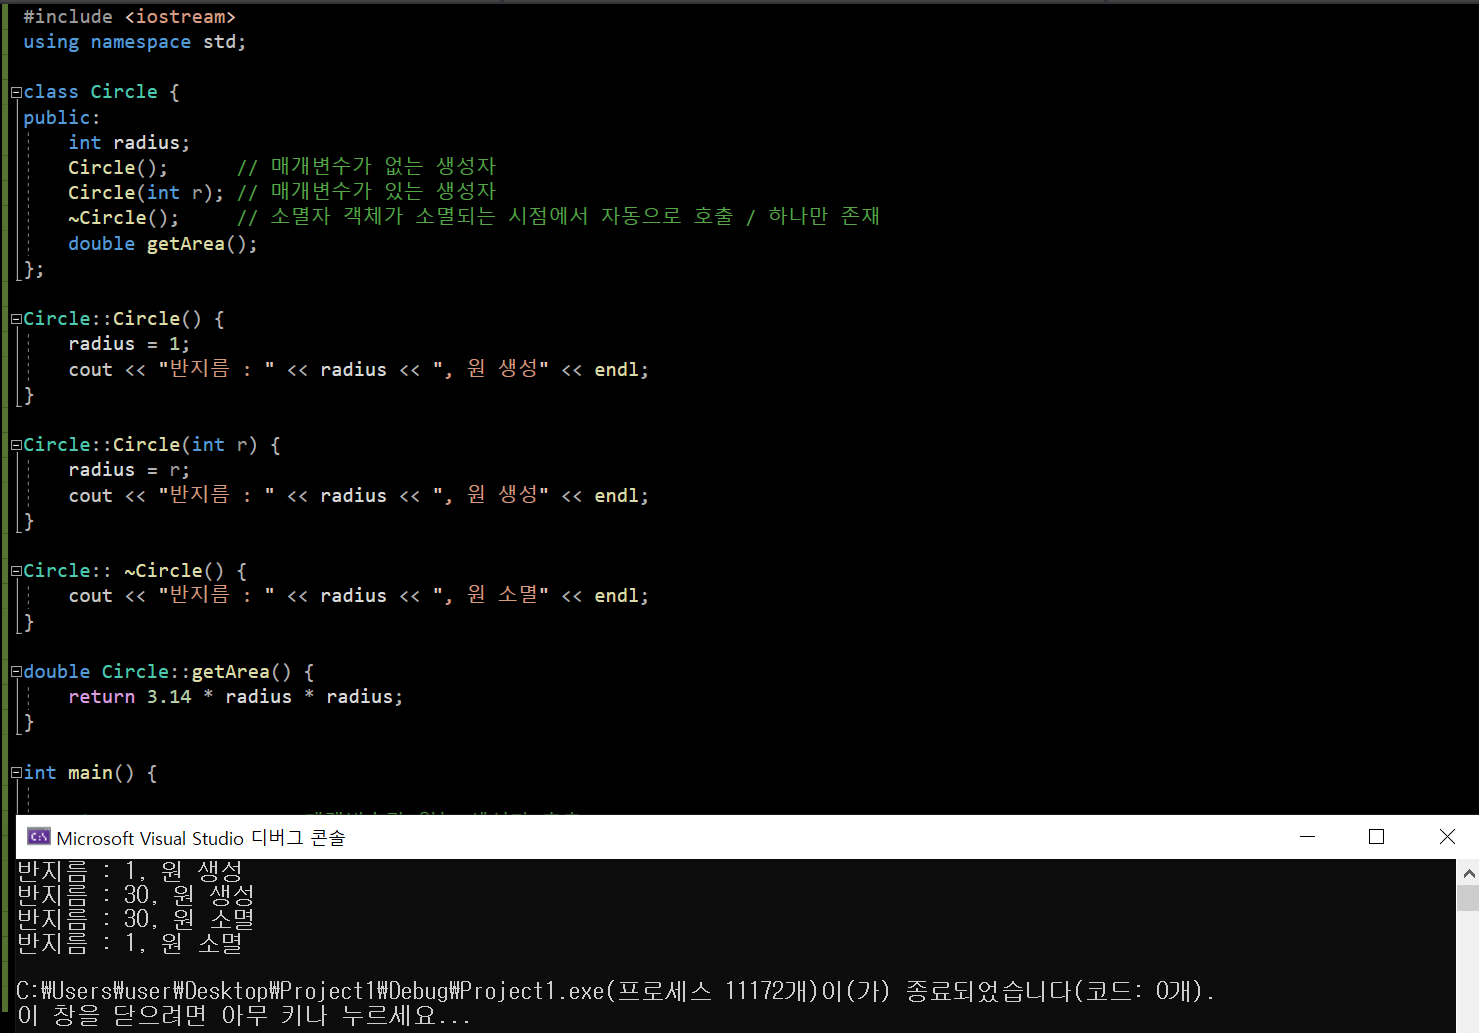 #include <iostream>
using namespace std;
class Circle {
public:
int radius;
Circle(); // 매개변수가 없는 생성자
Circle(int r); // 매개변수가 있는 생성자
~Circle(); // 소멸자 객체가 소멸되는 시점에서 자동으로 호출 / 하나만 존재
double getArea();
};
Circle::Circle() {
radius = 1;
cout << "반지름 : " << radius << ", 원 생성" << endl;
}
Circle::Circle(int r) {
radius = r;
cout << "반지름 : " << radius << ", 원 생성" << endl;
}
Circle:: ~Circle() {
cout << "반지름 : " << radius << ", 원 소멸" << endl;
}
double Circle::getArea() {
return 3.14 * radius * radius;
}
int main() {
Microsoft Visual Studio 디버그 콘솔
반지름 : 1, 원 생성
반지름 : 30, 원 생성
반지름 : 30, 원 소멸
반지름 : 1, 원 소멸
C:₩Users₩user₩Desktop₩Project1₩Debug₩Project1.exe(프로세스 11172개)이(가) 종료되었습니다(코드: 0개).
이 창을 닫으려면 아무 키나 누르세요...